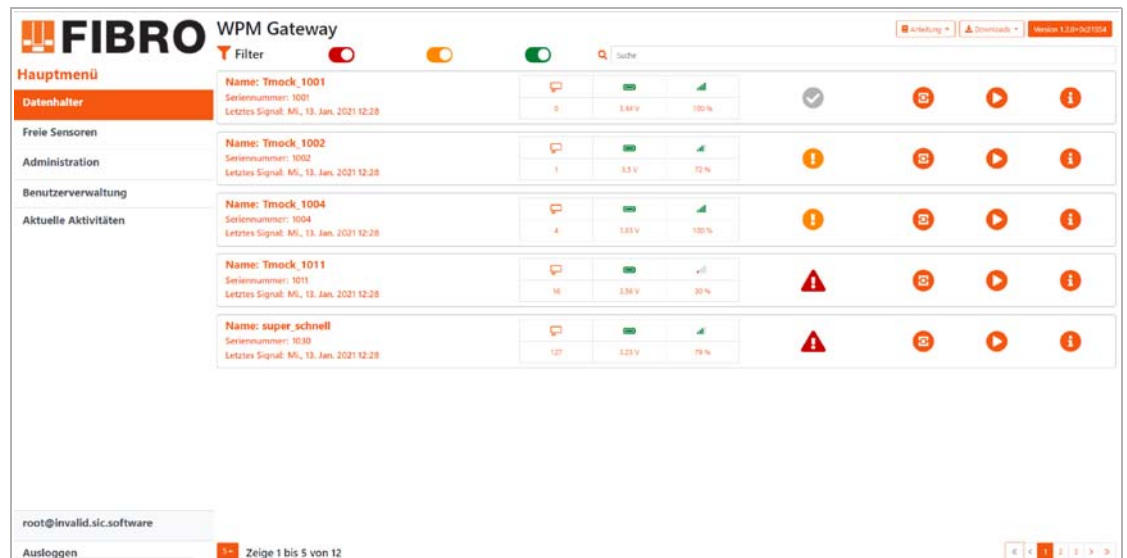 FIBRO
WPM Gateway
Anleitung
Downloads
Filter
Suche
Hauptmenü
Datenhalter
Freie Sensoren
Administration
Benutzerverwaltung
Aktuelle Aktivitäten
Name: Tmock_1001
Seriennummer: 1001
Letztes Signal: Mi., 13. Jan. 2021 12:28
0
3.44 V
100 %
Name: Tmock_1002
Seriennummer: 1002
Letztes Signal: Mi., 13. Jan. 2021 12:28
1
3.5 V
72 %
Name: Tmock_1004
Seriennummer: 1004
Letztes Signal: Mi., 13. Jan. 2021 12:28
4
100 %
Name: Tmock_1011
Seriennummer: 1011
Letztes Signal: Mi., 13. Jan. 2021 12:28
16
3.56 V
30 %
Name: super_schnell
Seriennummer: 1030
Letztes Signal: Mi., 13. Jan. 2021 12:28
127
3.23 V
79 %
root@invalid.sic.software
Ausloggen
Zeige 1 bis 5 von 12
« < 1 2 3 > »